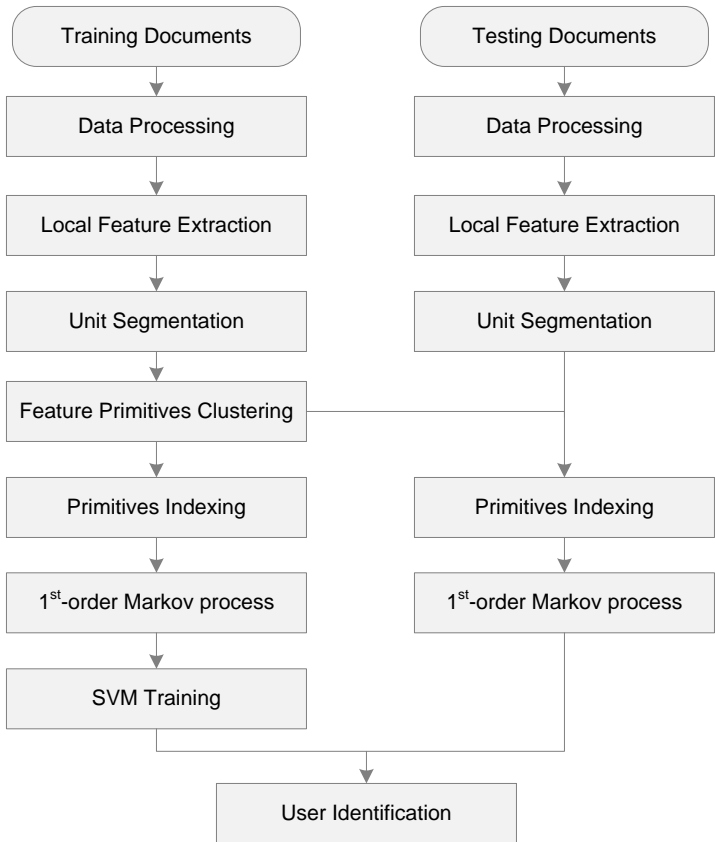 Training Documents
Testing Documents
Data Processing
Data Processing
Local Feature Extraction
Local Feature Extraction
Unit Segmentation
Unit Segmentation
Feature Primitives Clustering
Primitives Indexing
Primitives Indexing
1st-order Markov process
1st-order Markov process
SVM Training
User Identification